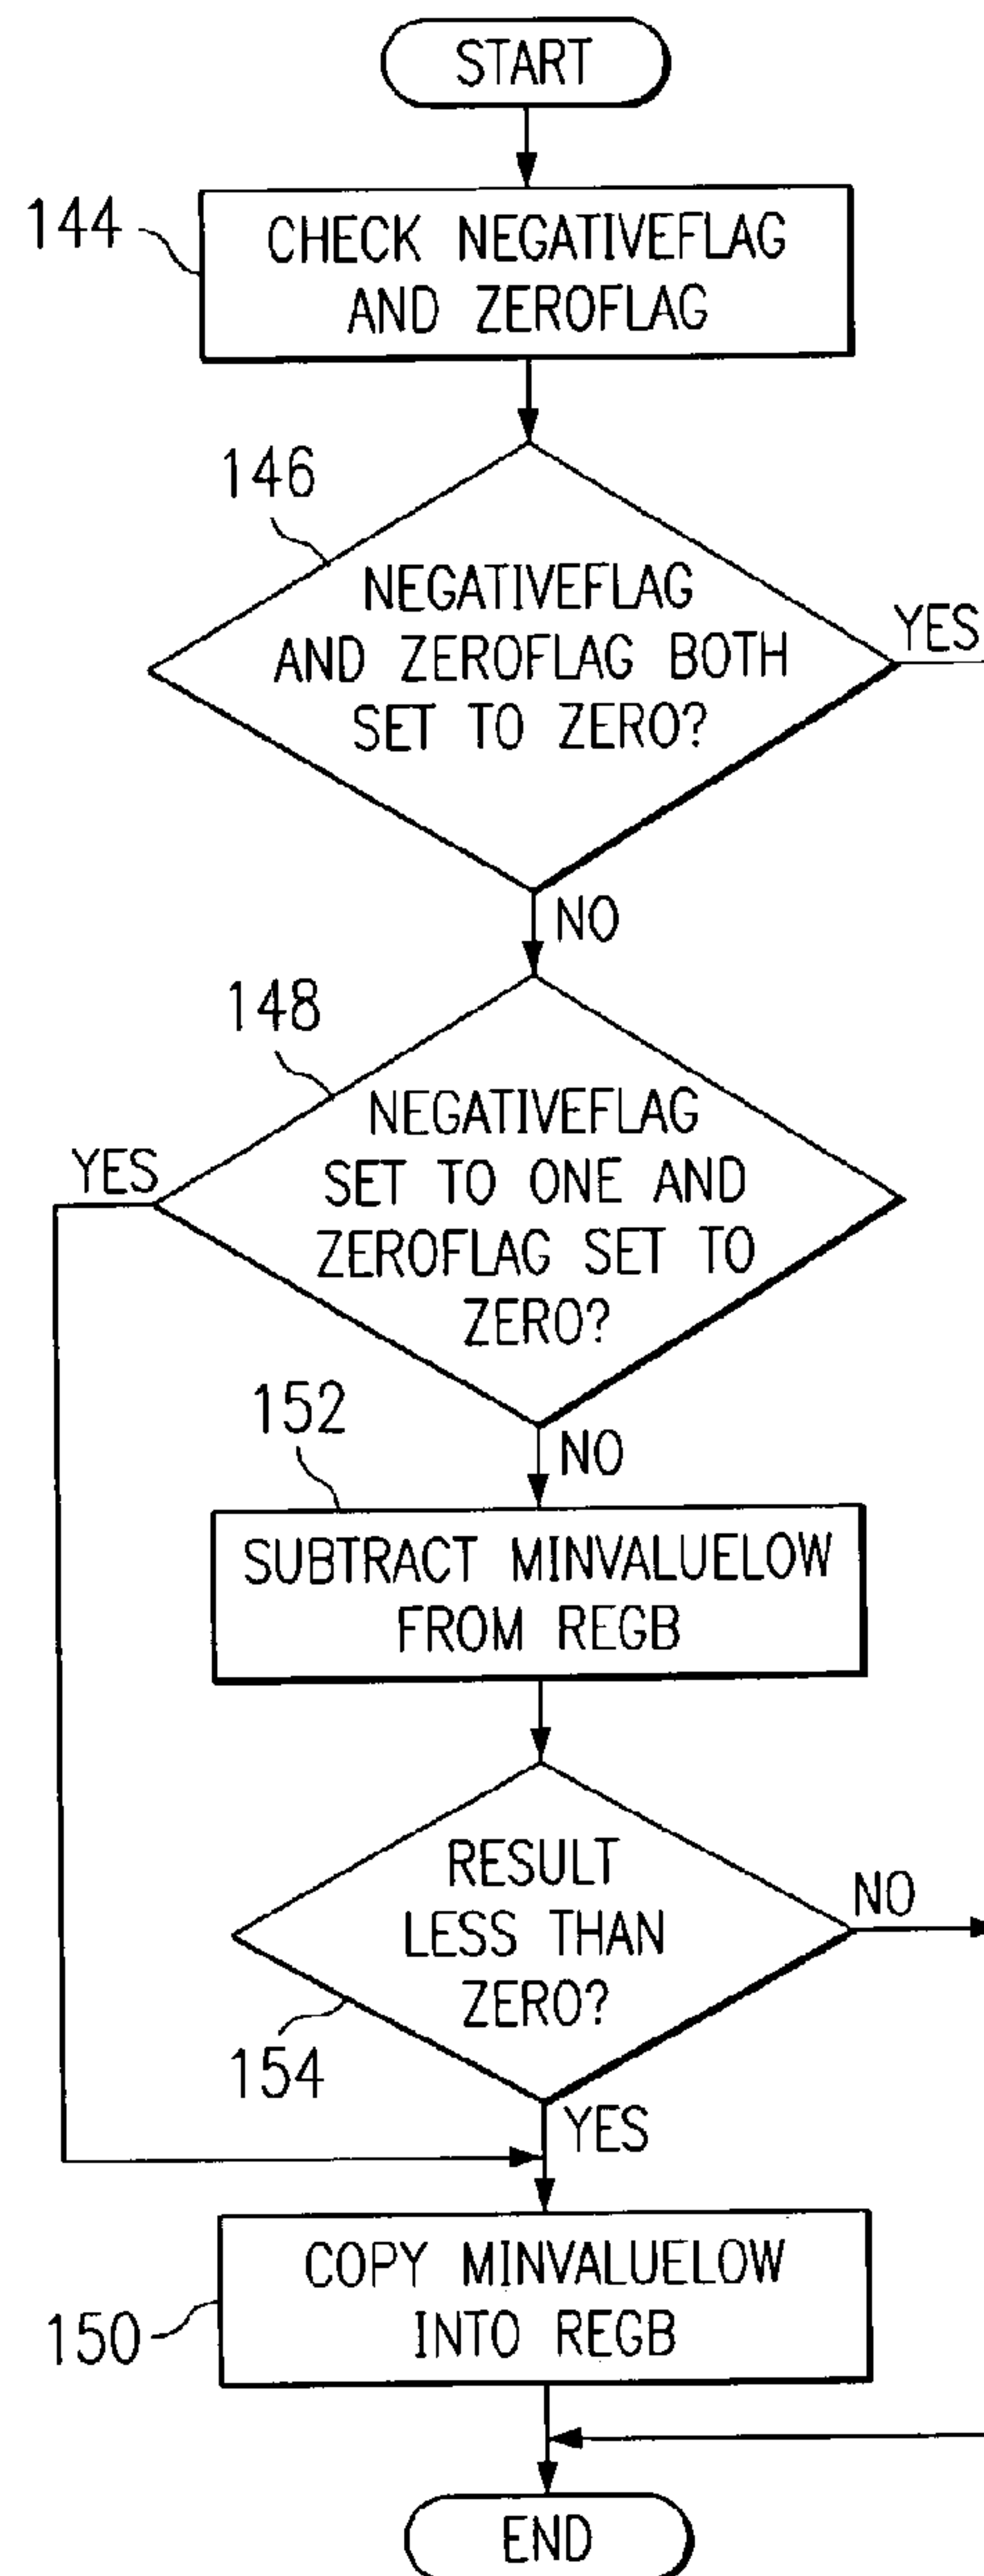 START
144
CHECK NEGATIVEFLAG
AND ZEROFLAG
146
NEGATIVEFLAG
AND ZEROFLAG BOTH
SET TO ZERO?
YES
NO
148
NEGATIVEFLAG
SET TO ONE AND
ZEROFLAG SET TO
ZERO?
YES
NO
152
SUBTRACT MINVALUELOW
FROM REGB
RESULT
LESS THAN
ZERO?
NO
154
YES
COPY MINVALUELOW
INTO REGB
150
END